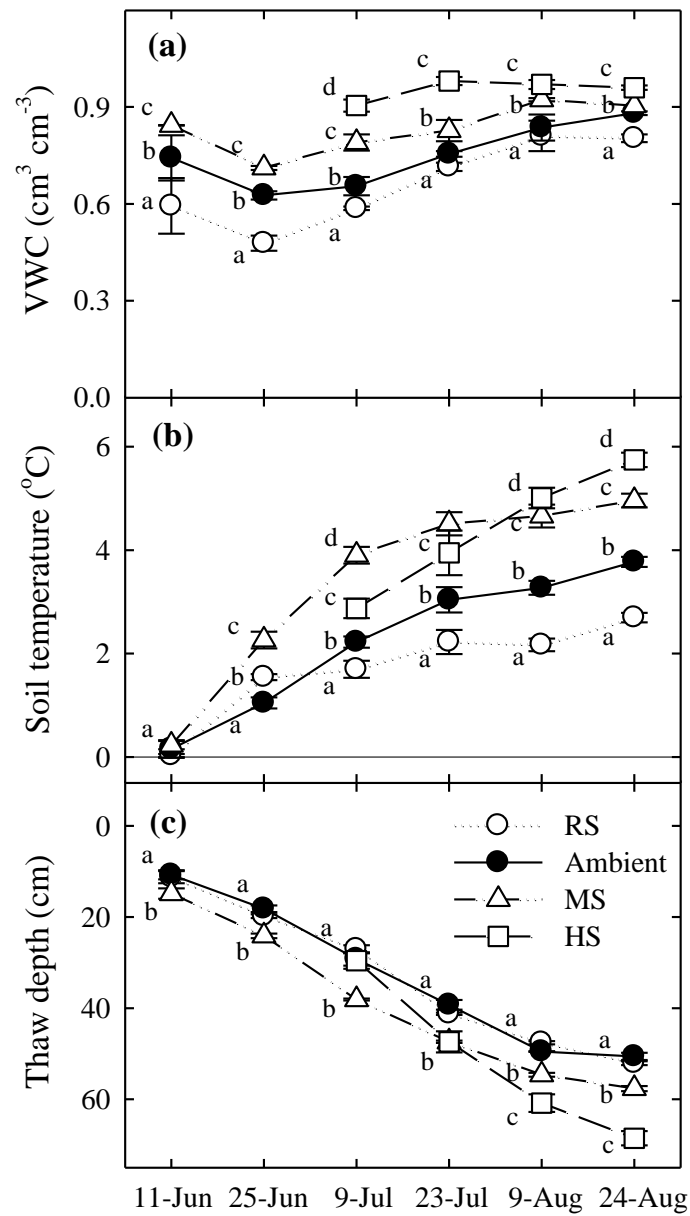 (a)
VWC (cm³ cm⁻³)
0.9
0.6
0.3
0.0
c c d c c c
b c c b b b
a b b a a a
a a
(b)
Soil temperature (°C)
6
4
2
0
d
d c
d c
c c c b
b b b
a b a a a
a
(c)
Thaw depth (cm)
0
20
40
60
RS
Ambient
MS
HS
a a a a a a
b b b b b b
c c
11-Jun 25-Jun 9-Jul 23-Jul 9-Aug 24-Aug